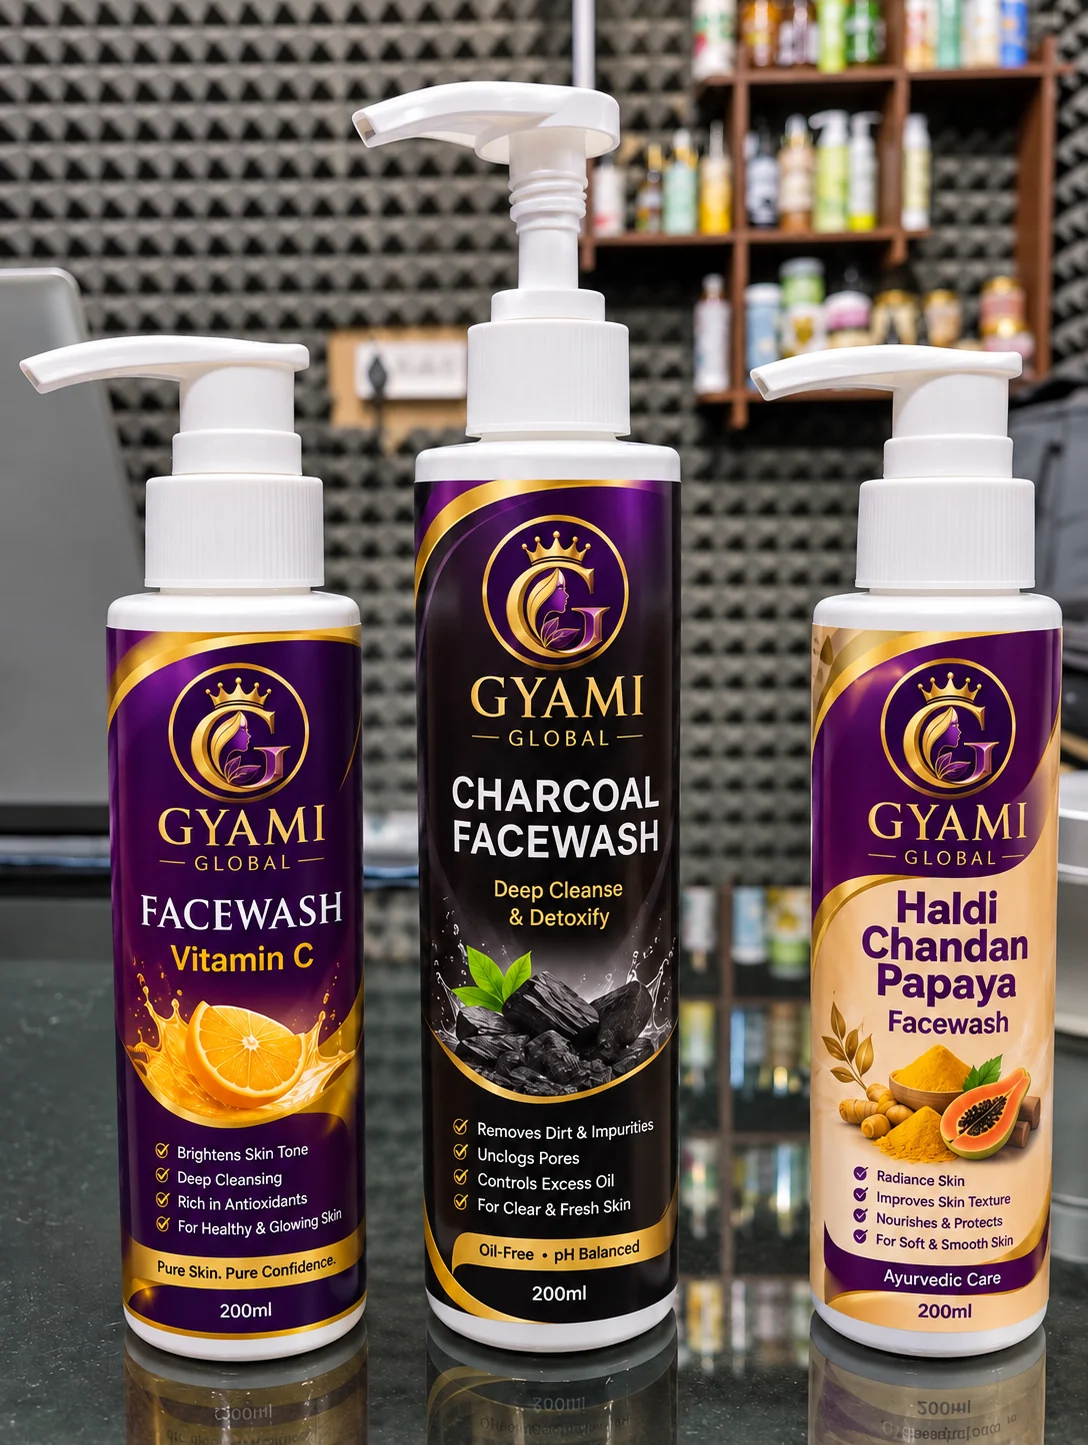 GYAMI
GLOBAL
FACEWASH
Vitamin C
Brightens Skin Tone
Deep Cleansing
Rich in Antioxidants
For Healthy & Glowing Skin
Pure Skin. Pure Confidence.
200ml
GYAMI
GLOBAL
CHARCOAL
FACEWASH
Deep Cleanse
& Detoxify
Removes Dirt & Impurities
Unclogs Pores
Controls Excess Oil
For Clear & Fresh Skin
Oil-Free • pH Balanced
200ml
GYAMI
GLOBAL
Haldi
Chandan
Papaya
Facewash
Radiance Skin
Improves Skin Texture
Nourishes & Protects
For Soft & Smooth Skin
Ayurvedic Care
200ml